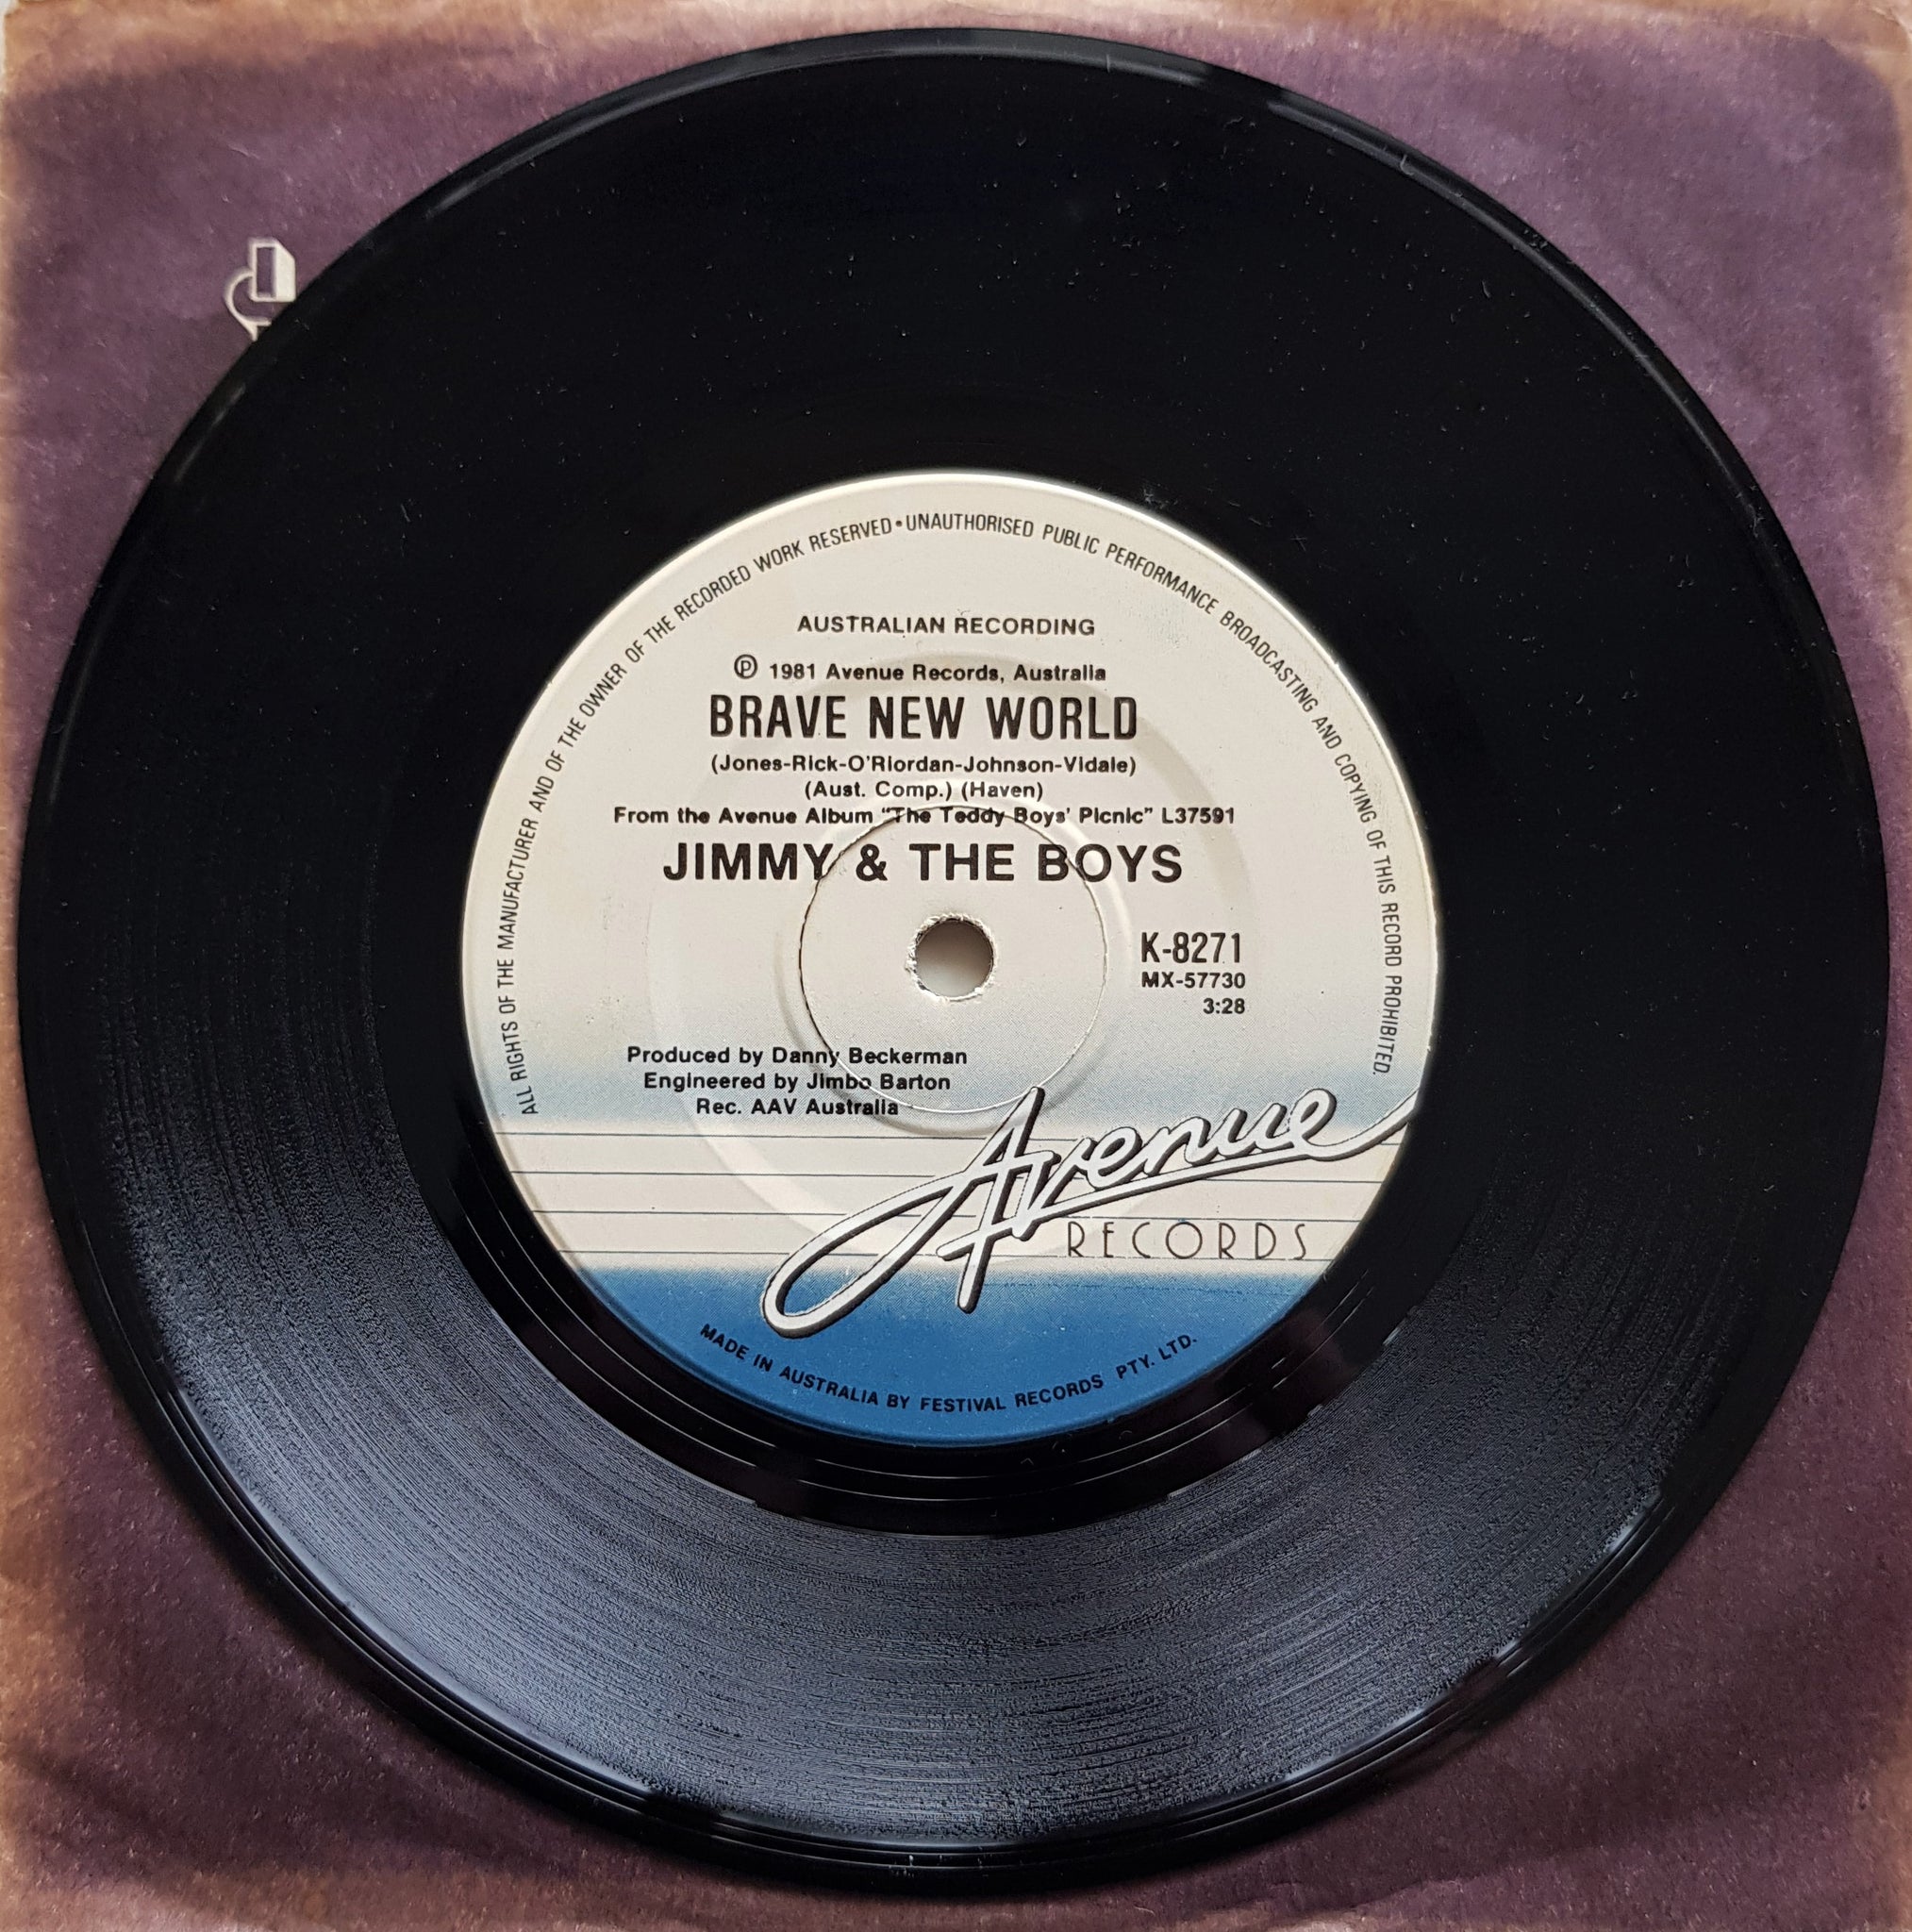 ALL RIGHTS OF THE MANUFACTURER AND OF THE OWNER OF THE RECORDED WORK RESERVED • UNAUTHORISED PUBLIC PERFORMANCE BROADCASTING AND COPYING OF THIS RECORD PROHIBITED.
AUSTRALIAN RECORDING
℗ 1981 Avenue Records, Australia
BRAVE NEW WORLD
(Jones-Rick-O'Riordan-Johnson-Vidale)
(Aust. Comp.) (Haven)
From the Avenue Album "The Teddy Boys' Picnic" L37591
JIMMY & THE BOYS
K-8271
MX-57730
3:28
Produced by Danny Beckerman
Engineered by Jimbo Barton
Rec. AAV Australia
Avenue
RECORDS
MADE IN AUSTRALIA BY FESTIVAL RECORDS PTY. LTD.